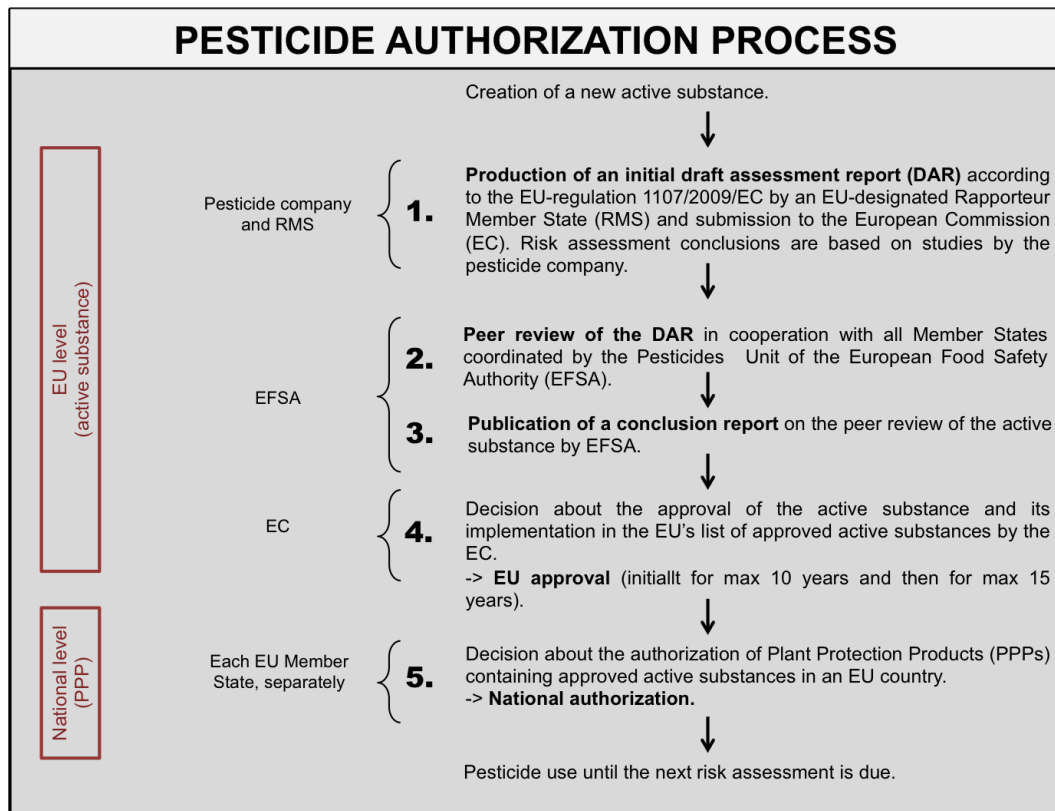 PESTICIDE AUTHORIZATION PROCESS
Creation of a new active substance.
EU level
(active substance)
Pesticide company
and RMS
1.
Production of an initial draft assessment report (DAR) according
to the EU-regulation 1107/2009/EC by an EU-designated Rapporteur
Member State (RMS) and submission to the European Commission
(EC). Risk assessment conclusions are based on studies by the
pesticide company.
EFSA
2.
Peer review of the DAR in cooperation with all Member States
coordinated by the Pesticides Unit of the European Food Safety
Authority (EFSA).
3.
Publication of a conclusion report on the peer review of the active
substance by EFSA.
EC
4.
Decision about the approval of the active substance and its
implementation in the EU's list of approved active substances by the
EC.
-> EU approval (initiallt for max 10 years and then for max 15
years).
National level
(PPP)
Each EU Member
State, separately
5.
Decision about the authorization of Plant Protection Products (PPPs)
containing approved active substances in an EU country.
-> National authorization.
Pesticide use until the next risk assessment is due.